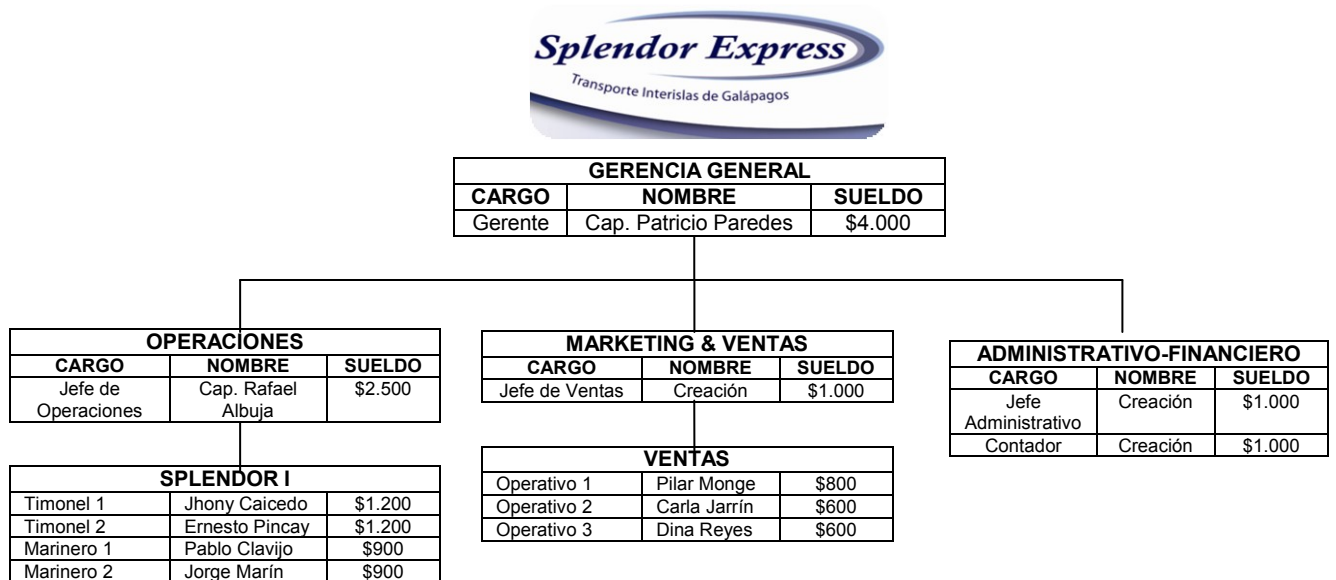 Splendor Express
Transporte Interislas de Galápagos
GERENCIA GENERAL
CARGO NOMBRE SUELDO
Gerente Cap. Patricio Paredes $4.000
OPERACIONES
CARGO NOMBRE SUELDO
Jefe de Operaciones Cap. Rafael Albuja $2.500
SPLENDOR I
Timonel 1 Jhony Caicedo $1.200
Timonel 2 Ernesto Pincay $1.200
Marinero 1 Pablo Clavijo $900
Marinero 2 Jorge Marín $900
MARKETING & VENTAS
CARGO NOMBRE SUELDO
Jefe de Ventas Creación $1.000
VENTAS
Operativo 1 Pilar Monge $800
Operativo 2 Carla Jarrín $600
Operativo 3 Dina Reyes $600
ADMINISTRATIVO-FINANCIERO
CARGO NOMBRE SUELDO
Jefe Administrativo Creación $1.000
Contador Creación $1.000